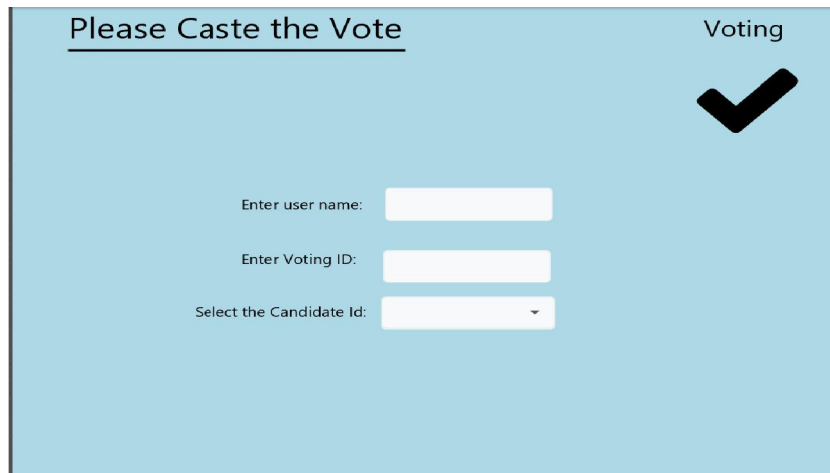 Please Caste the Vote
Voting
Enter user name:
Enter Voting ID:
Select the Candidate Id: